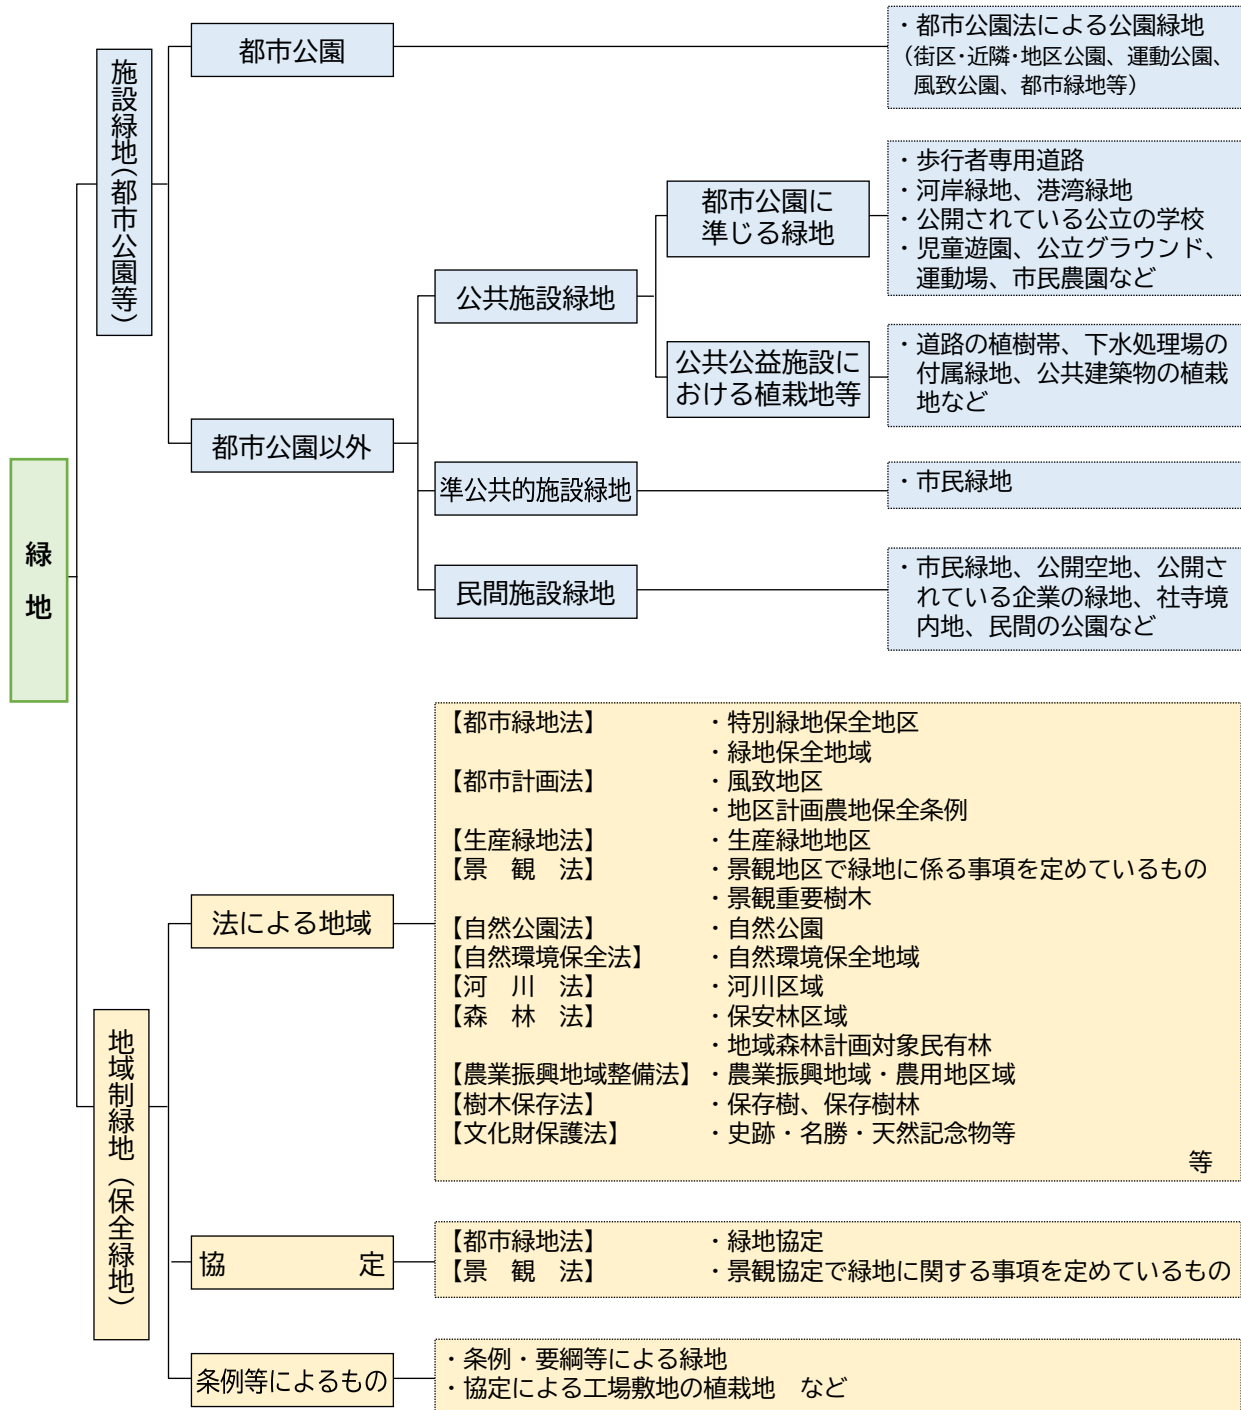 緑地
施設緑地(都市公園等)
都市公園
・都市公園法による公園緑地
（街区・近隣・地区公園、運動公園、
風致公園、都市緑地等）
都市公園以外
公共施設緑地
都市公園に
準じる緑地
・歩行者専用道路
・河岸緑地、港湾緑地
・公開されている公立の学校
・児童遊園、公立グラウンド、
運動場、市民農園など
公共公益施設に
おける植栽地等
・道路の植樹帯、下水処理場の
付属緑地、公共建築物の植栽
地など
準公共的施設緑地
・市民緑地
民間施設緑地
・市民緑地、公開空地、公開さ
れている企業の緑地、社寺境
内地、民間の公園など
地域制緑地（保全緑地）
法による地域
【都市緑地法】 ・特別緑地保全地区
・緑地保全地域
【都市計画法】 ・風致地区
・地区計画農地保全条例
【生産緑地法】 ・生産緑地地区
【景　観　法】 ・景観地区で緑地に係る事項を定めているもの
・景観重要樹木
【自然公園法】 ・自然公園
【自然環境保全法】 ・自然環境保全地域
【河　川　法】 ・河川区域
【森　林　法】 ・保安林区域
・地域森林計画対象民有林
【農業振興地域整備法】・農業振興地域・農用地区域
【樹木保存法】 ・保存樹、保存樹林
【文化財保護法】 ・史跡・名勝・天然記念物等
等
協　　　　　定
【都市緑地法】 ・緑地協定
【景　観　法】 ・景観協定で緑地に関する事項を定めているもの
条例等によるもの
・条例・要綱等による緑地
・協定による工場敷地の植栽地　など